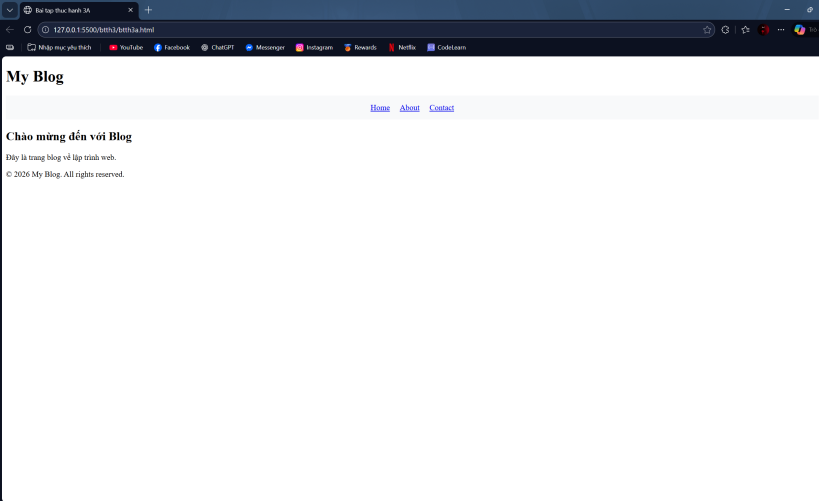 Bai tap thuc hanh 3A
127.0.0.1:5500/btth3/btth3a.html
Nhập mục yêu thích YouTube Facebook ChatGPT Messenger Instagram Rewards Netflix CodeLearn
My Blog
Home About Contact
Chào mừng đến với Blog
Đây là trang blog về lập trình web.
© 2026 My Blog. All rights reserved.